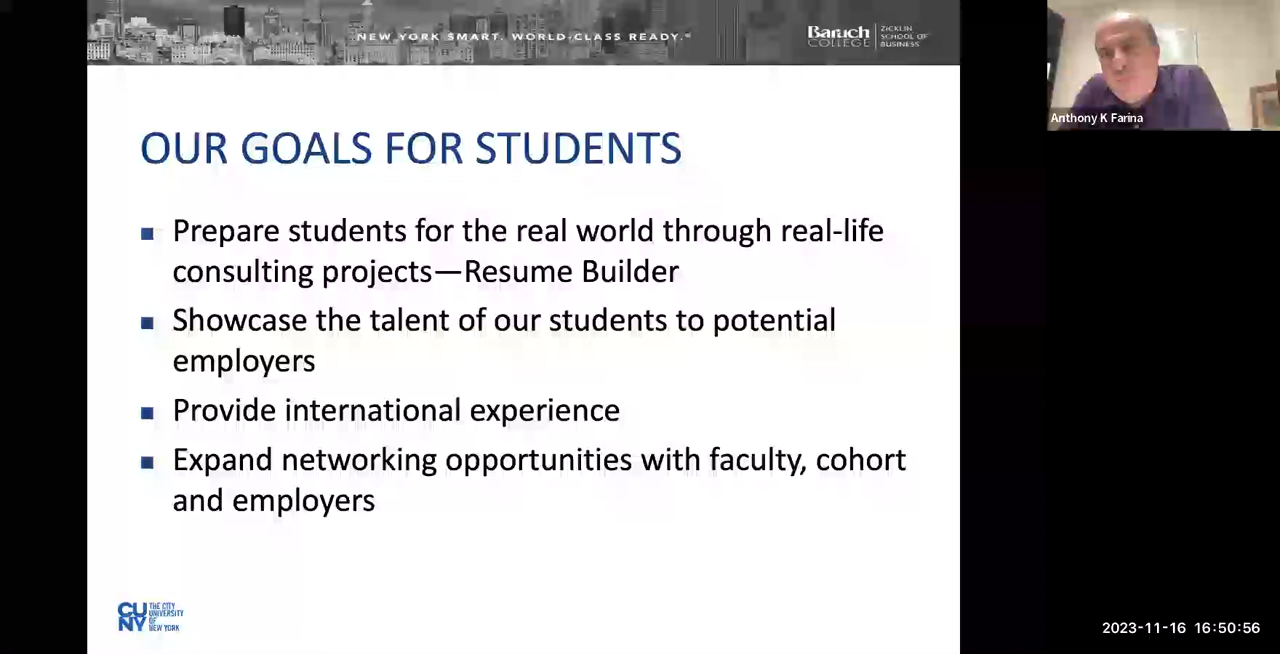 NEW YORK SMART. WORLD-CLASS READY.℠
Baruch
COLLEGE
ZICKLIN
SCHOOL OF
BUSINESS
Anthony K Farina
OUR GOALS FOR STUDENTS
Prepare students for the real world through real-life
consulting projects—Resume Builder
Showcase the talent of our students to potential
employers
Provide international experience
Expand networking opportunities with faculty, cohort
and employers
CU
NY
THE CITY
UNIVERSITY
OF
NEW YORK
2023-11-16 16:50:56